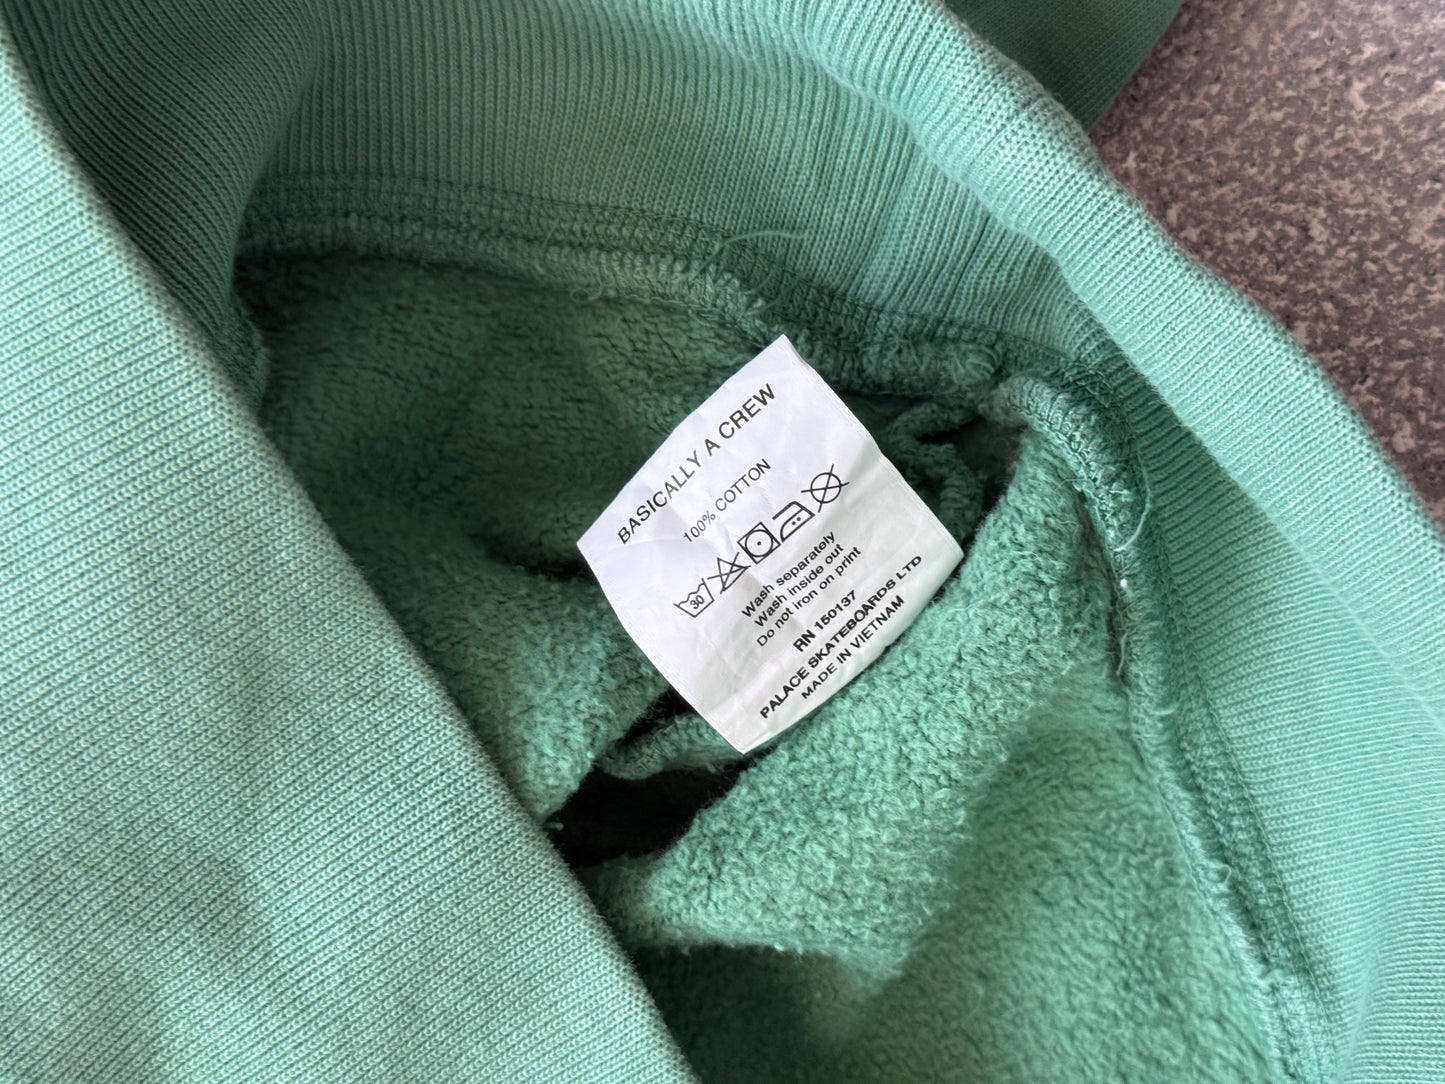 BASICALLY A CREW
100% COTTON
30
Wash separately
Wash inside out
Do not iron on print
RN 150137
PALACE SKATEBOARDS LTD
MADE IN VIETNAM